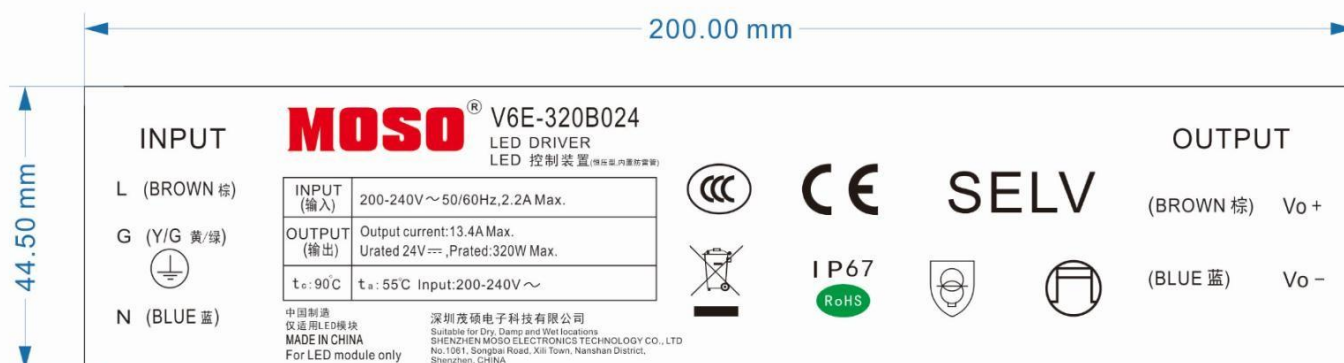 200.00 mm
44.50 mm
INPUT
L (BROWN 棕)
G (Y/G 黄/绿)
N (BLUE 蓝)
MOSO®
V6E-320B024
LED DRIVER
LED 控制装置(恒压型,内置防雷管)
INPUT
(输入)
200-240V～50/60Hz,2.2A Max.
OUTPUT
(输出)
Output current:13.4A Max.
Urated 24V⎓,Prated:320W Max.
tc:90℃
ta:55℃ Input:200-240V～
中国制造
仅适用LED模块
MADE IN CHINA
For LED module only
深圳茂硕电子科技有限公司
Suitable for Dry, Damp and Wet locations
SHENZHEN MOSO ELECTRONICS TECHNOLOGY CO., LTD
No.1061, Songbai Road, Xili Town, Nanshan District,
Shenzhen, CHINA
CCC
CE
SELV
IP67
RoHS
OUTPUT
(BROWN 棕) Vo +
(BLUE 蓝) Vo -